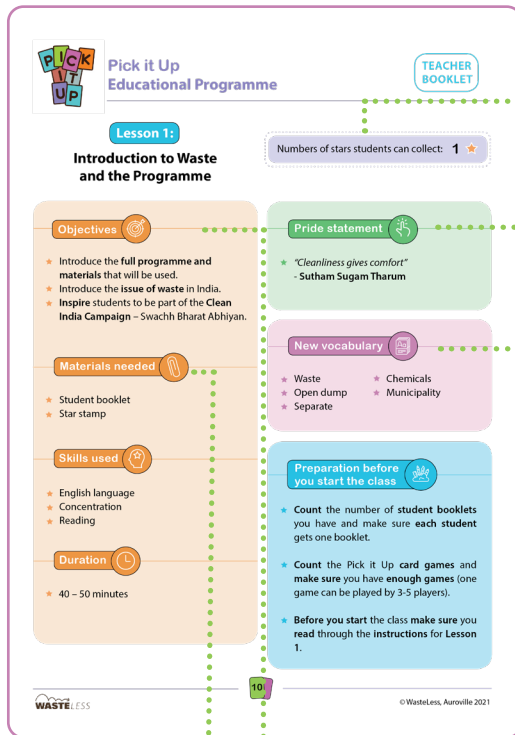 PICK
IT
UP
Pick it Up
Educational Programme
TEACHER
BOOKLET
Lesson 1:
Introduction to Waste
and the Programme
Numbers of stars students can collect: 1
Objectives
Introduce the full programme and
materials that will be used.
Introduce the issue of waste in India.
Inspire students to be part of the Clean
India Campaign – Swachh Bharat Abhiyan.
Materials needed
Student booklet
Star stamp
Skills used
English language
Concentration
Reading
Duration
40 – 50 minutes
Pride statement
"Cleanliness gives comfort"
- Sutham Sugam Tharum
New vocabulary
Waste
Open dump
Separate
Chemicals
Municipality
Preparation before
you start the class
Count the number of student booklets
you have and make sure each student
gets one booklet.
Count the Pick it Up card games and
make sure you have enough games (one
game can be played by 3-5 players).
Before you start the class make sure you
read through the instructions for Lesson
1.
WASTELESS
10
© WasteLess, Auroville 2021